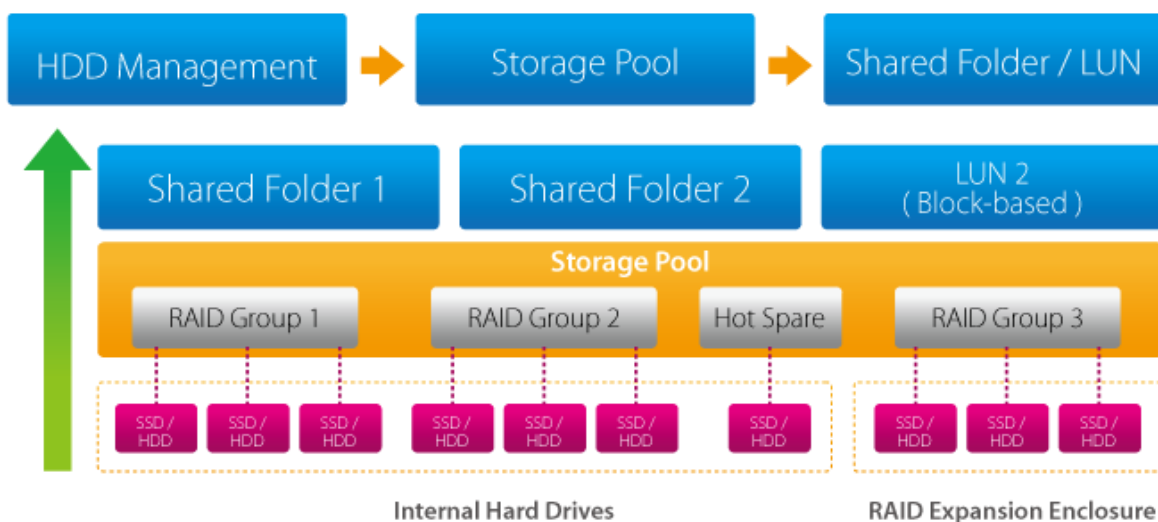 HDD Management
Storage Pool
Shared Folder / LUN
Shared Folder 1
Shared Folder 2
LUN 2
( Block-based )
Storage Pool
RAID Group 1
RAID Group 2
Hot Spare
RAID Group 3
SSD /
HDD
SSD /
HDD
SSD /
HDD
SSD /
HDD
SSD /
HDD
SSD /
HDD
SSD /
HDD
SSD /
HDD
SSD /
HDD
SSD /
HDD
Internal Hard Drives
RAID Expansion Enclosure